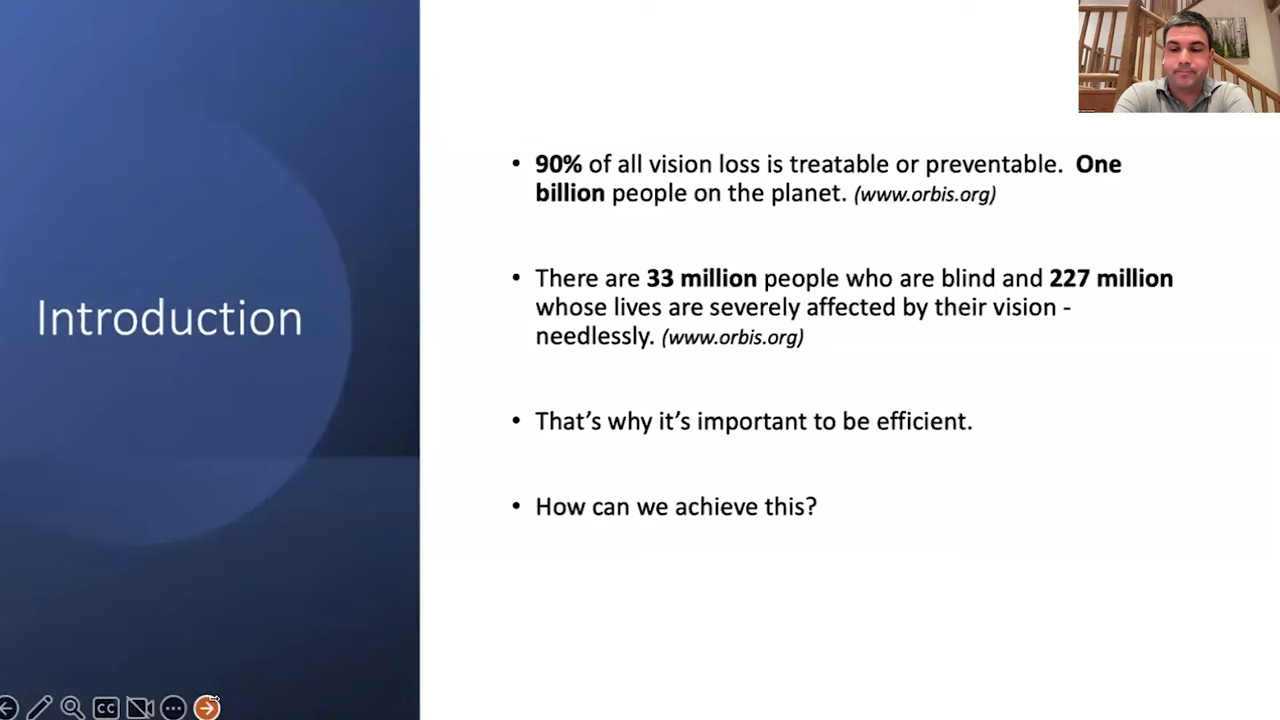 Introduction
• 90% of all vision loss is treatable or preventable. One
billion people on the planet. (www.orbis.org)
• There are 33 million people who are blind and 227 million
whose lives are severely affected by their vision -
needlessly. (www.orbis.org)
• That's why it's important to be efficient.
• How can we achieve this?
CC